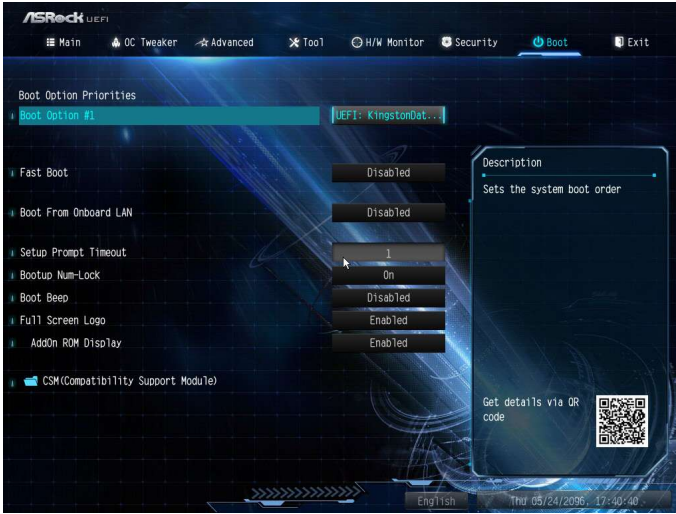 ASRock UEFI
Main OC Tweaker Advanced Tool H/W Monitor Security Boot Exit
Boot Option Priorities
Boot Option #1 UEFI: KingstonDat...
Description
Fast Boot Disabled
Sets the system boot order
Boot From Onboard LAN Disabled
Setup Prompt Timeout 1
Bootup Num-Lock On
Boot Beep Disabled
Full Screen Logo Enabled
AddOn ROM Display Enabled
CSM(Compatibility Support Module)
Get details via QR
code
English Thu 05/24/2096, 17:40:40